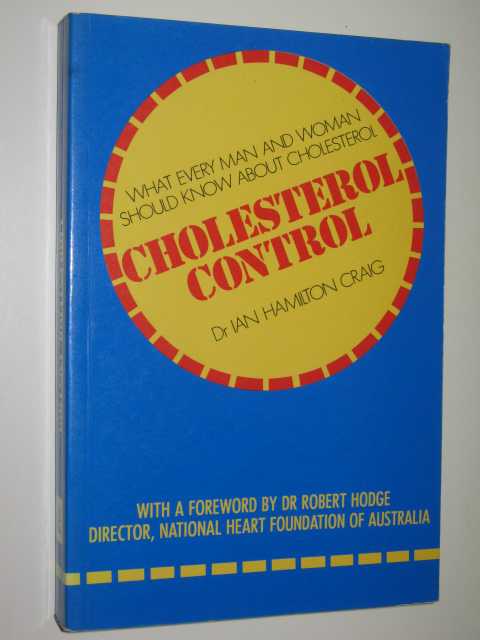 WHAT EVERY MAN AND WOMAN
SHOULD KNOW ABOUT CHOLESTEROL
CHOLESTEROL
CONTROL
Dr IAN HAMILTON CRAIG
WITH A FOREWORD BY DR ROBERT HODGE
DIRECTOR, NATIONAL HEART FOUNDATION OF AUSTRALIA